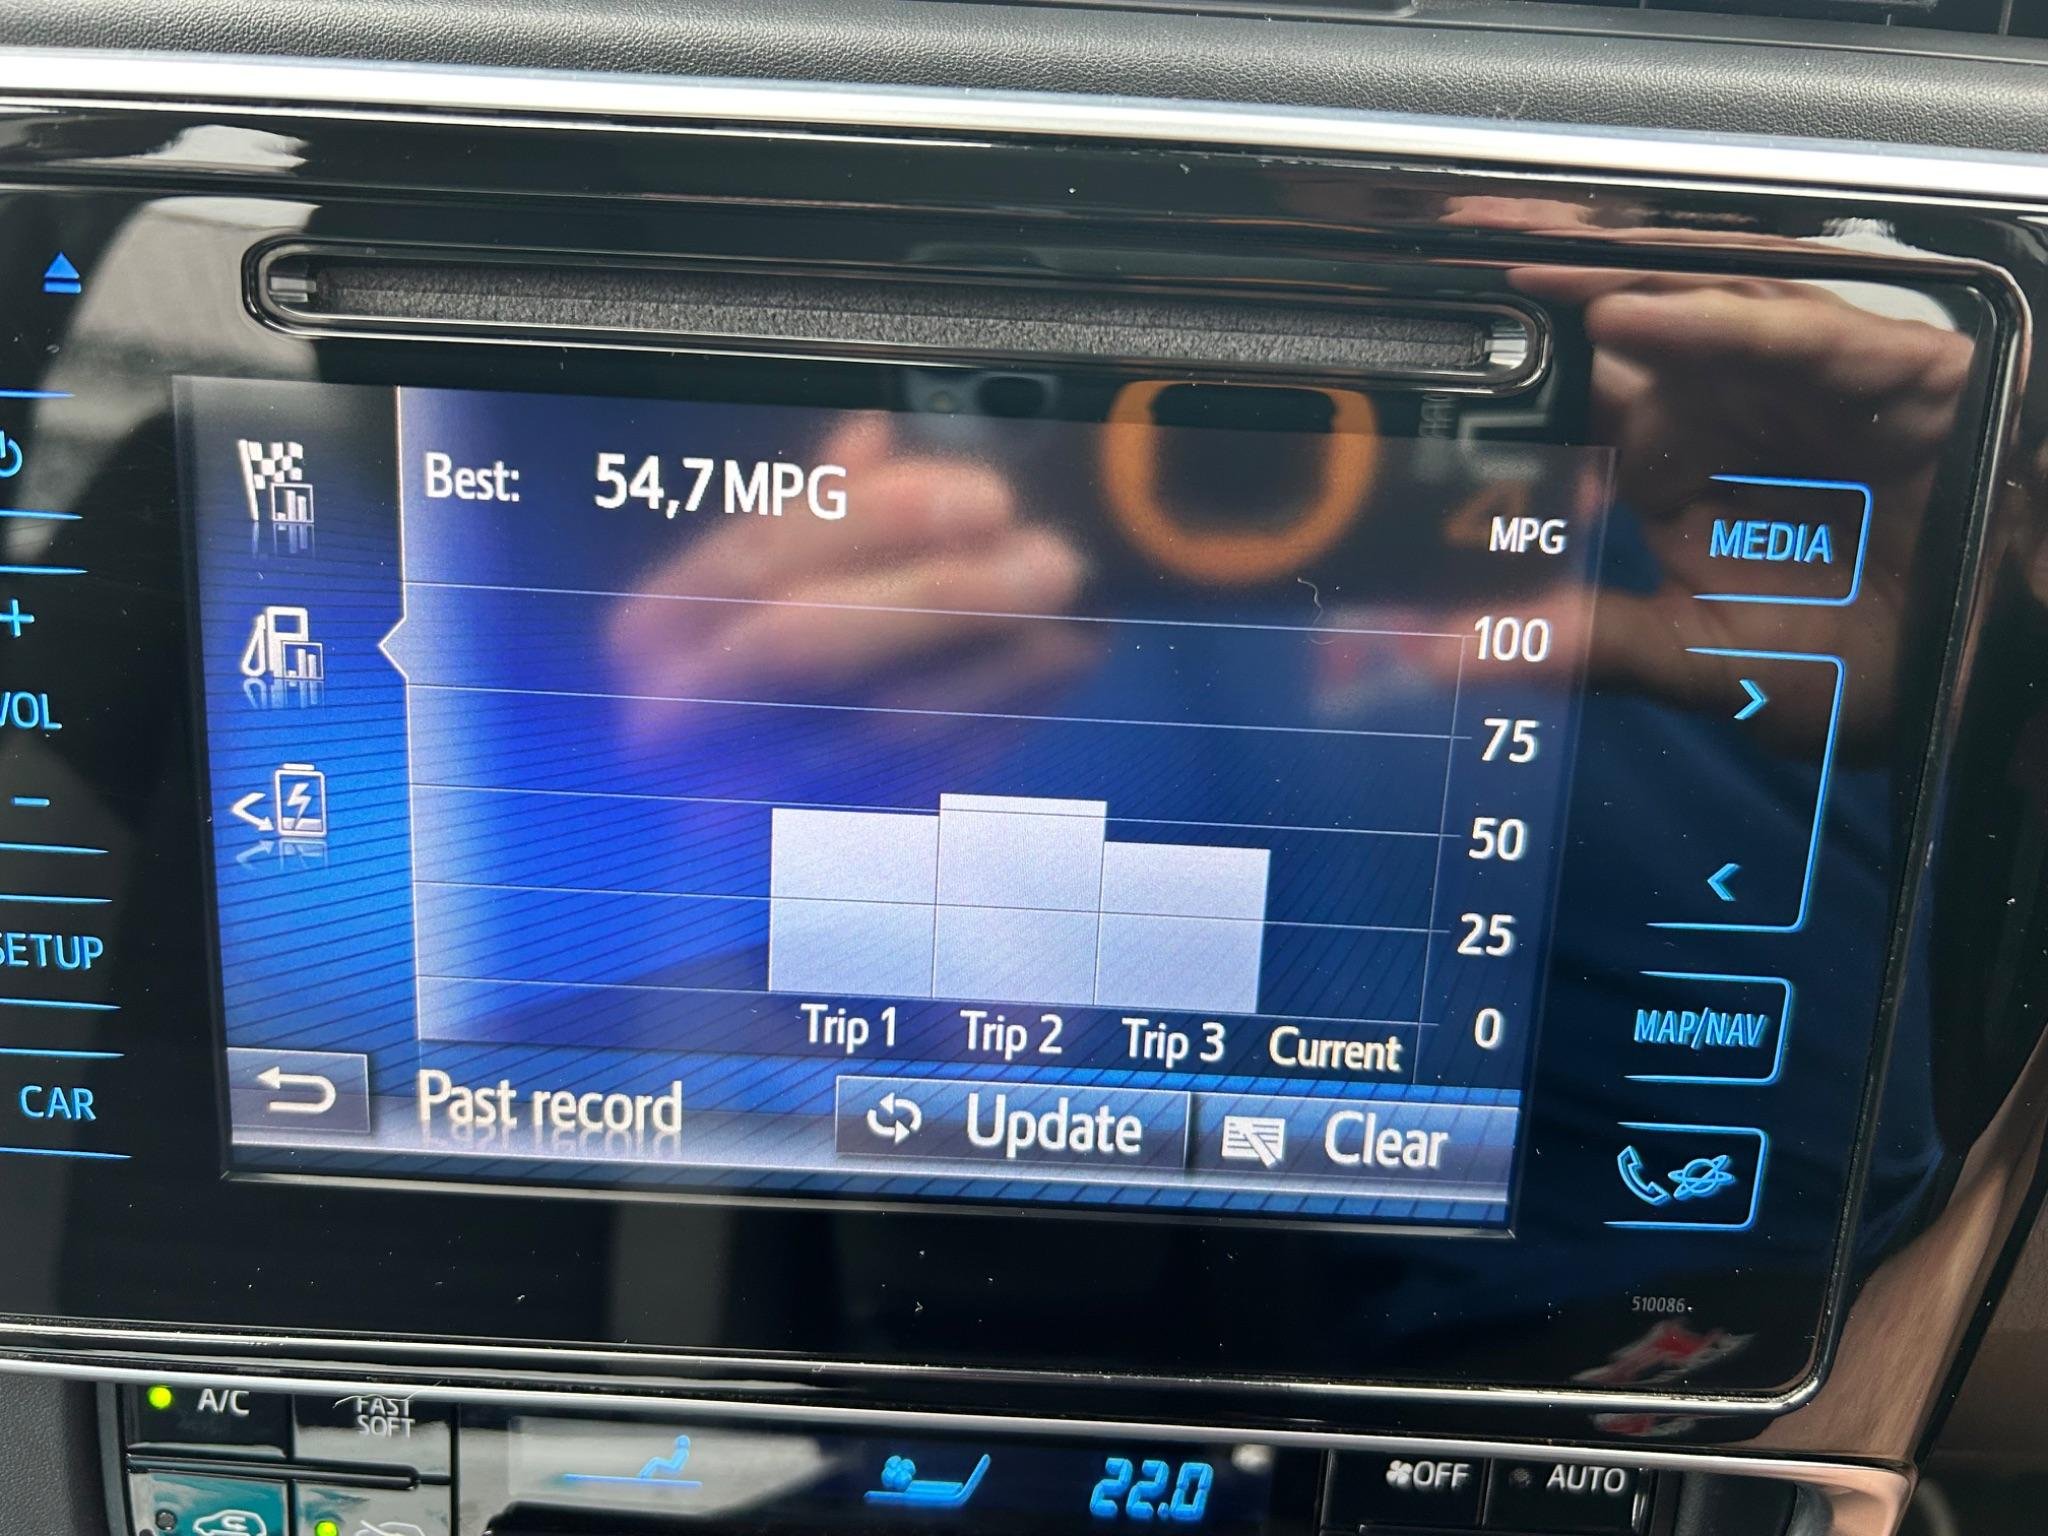 Best: 54,7 MPG
MPG
100
75
50
25
0
Trip 1 Trip 2 Trip 3 Current
Past record Update Clear
MEDIA
MAP/NAV
VOL
SETUP
CAR
510086
A/C
FAST
SOFT
22.0
OFF
AUTO